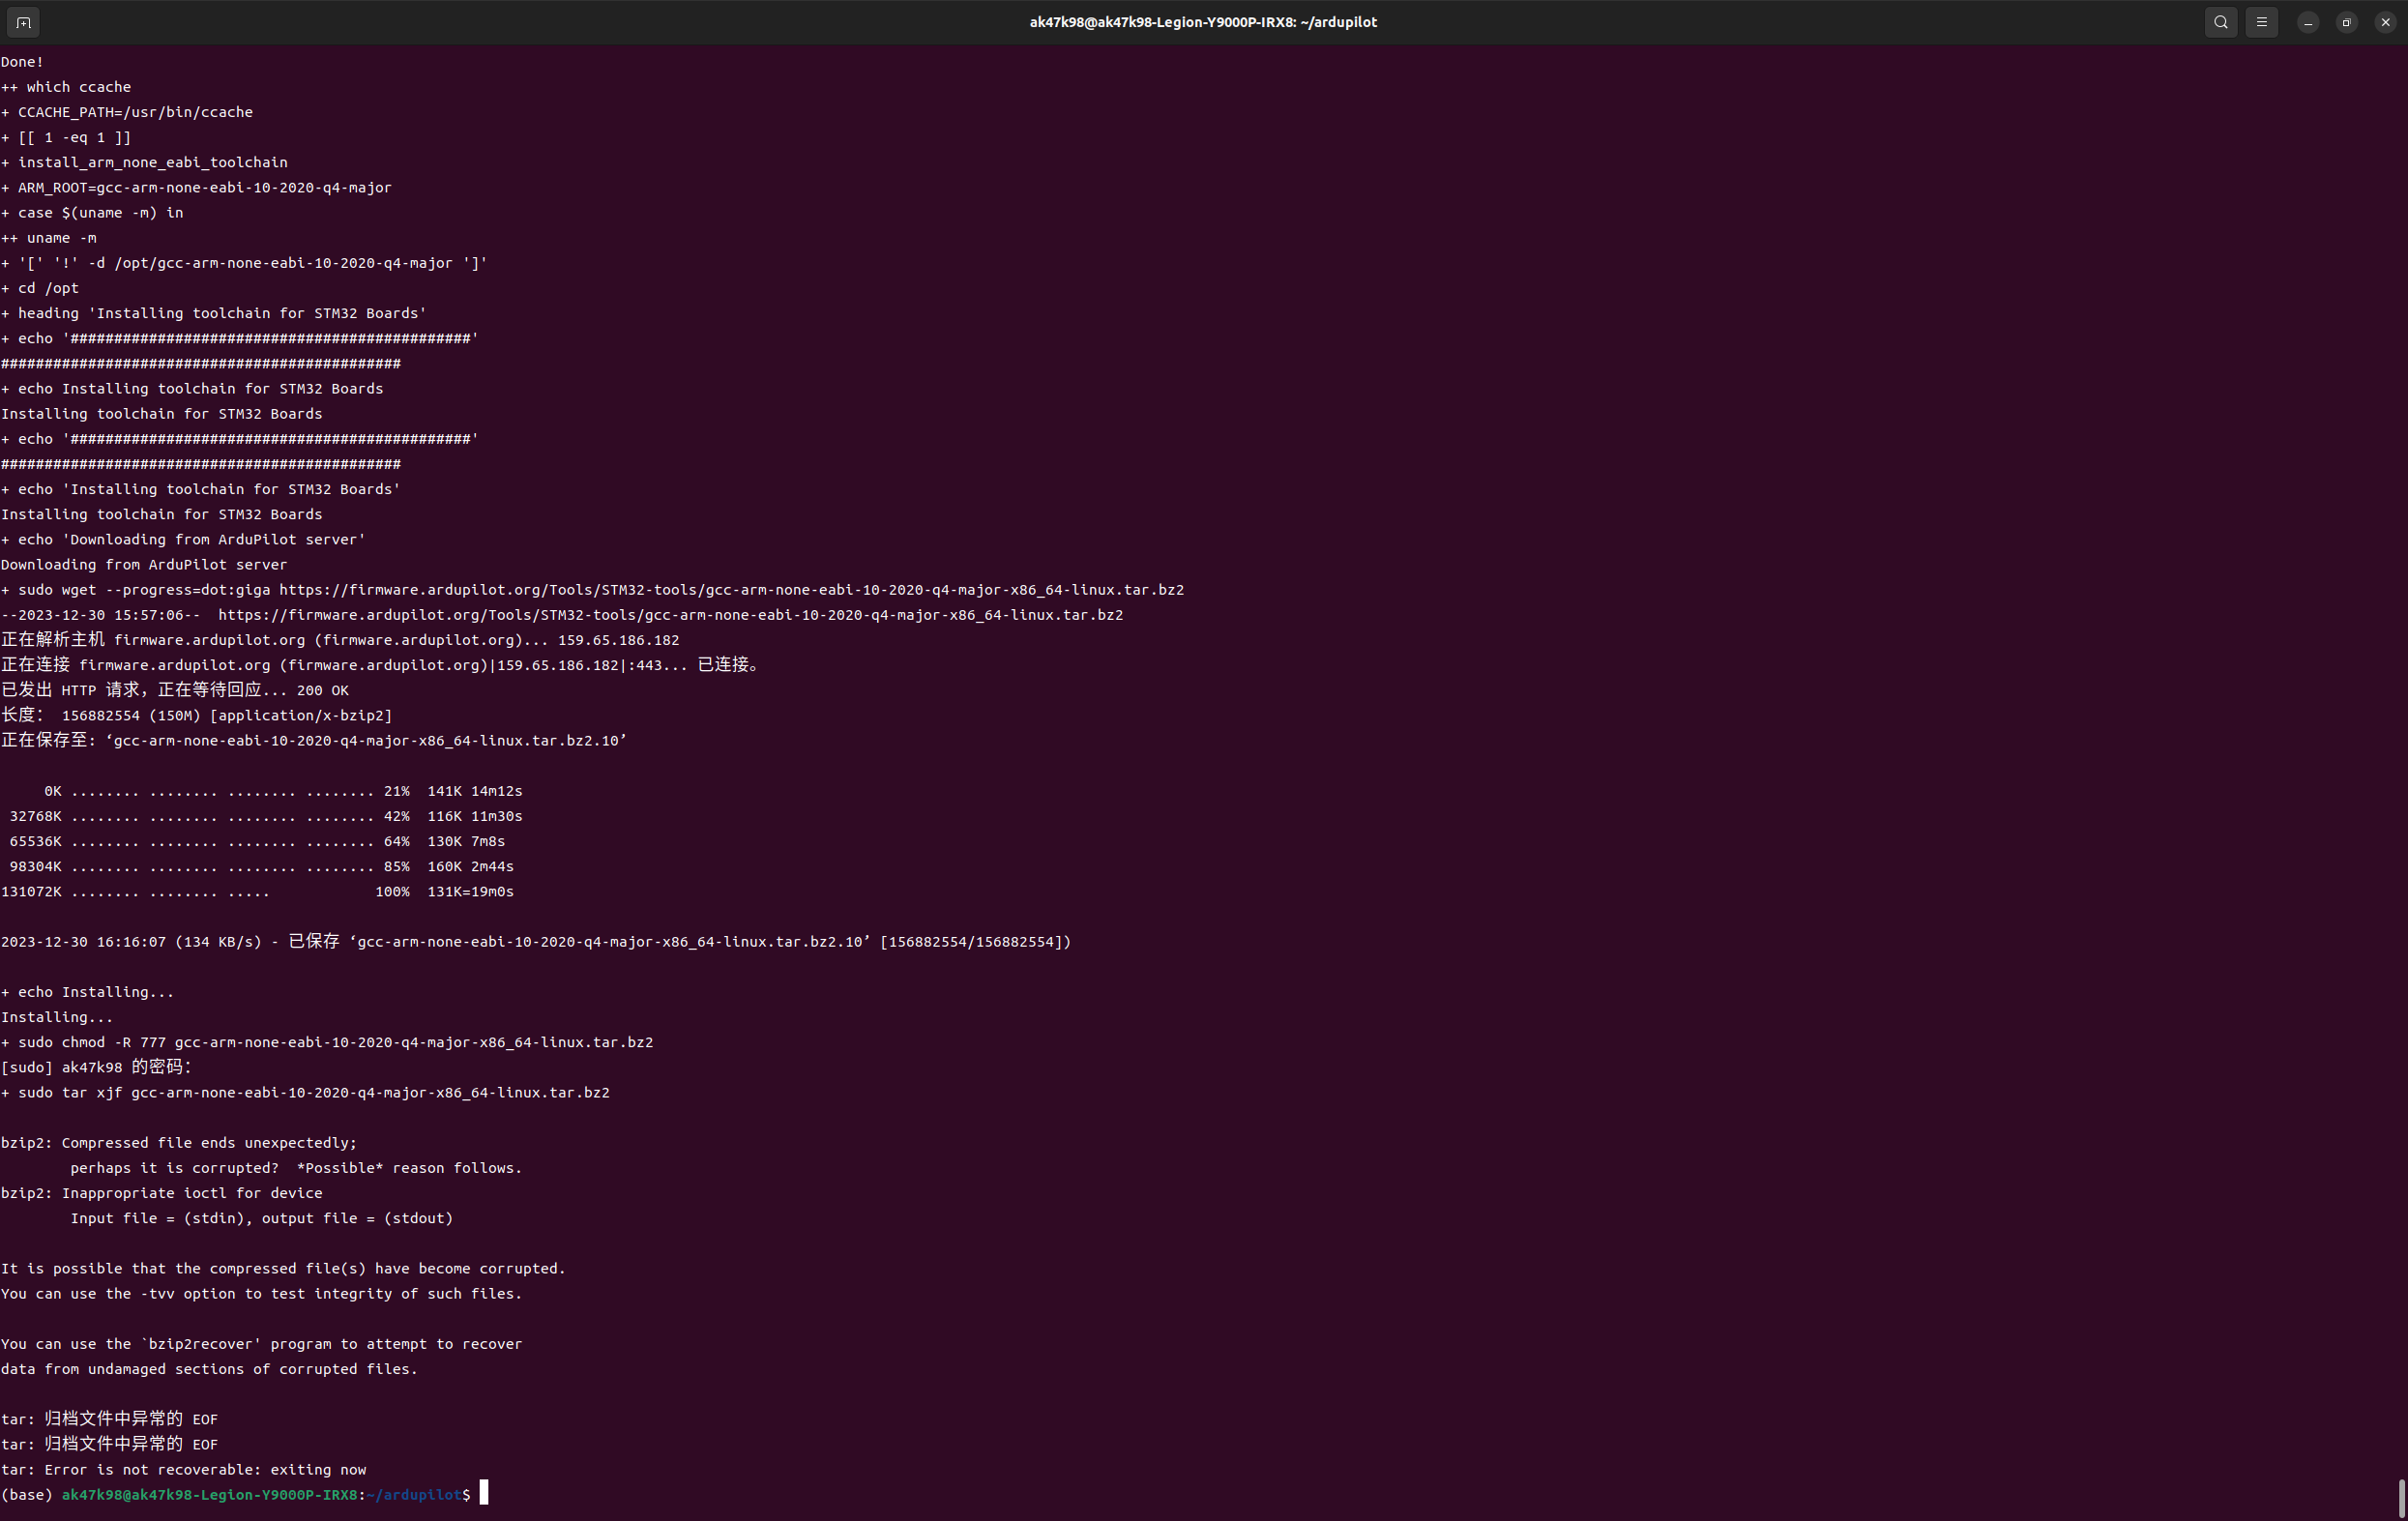 ak47k98@ak47k98-Legion-Y9000P-IRX8: ~/ardupilot
Done!
++ which ccache
+ CCACHE_PATH=/usr/bin/ccache
+ [[ 1 -eq 1 ]]
+ install_arm_none_eabi_toolchain
+ ARM_ROOT=gcc-arm-none-eabi-10-2020-q4-major
+ case $(uname -m) in
++ uname -m
+ '[' '!' -d /opt/gcc-arm-none-eabi-10-2020-q4-major ']'
+ cd /opt
+ heading 'Installing toolchain for STM32 Boards'
+ echo '##############################################'
##############################################
+ echo Installing toolchain for STM32 Boards
Installing toolchain for STM32 Boards
+ echo '##############################################'
##############################################
+ echo 'Installing toolchain for STM32 Boards'
Installing toolchain for STM32 Boards
+ echo 'Downloading from ArduPilot server'
Downloading from ArduPilot server
+ sudo wget --progress=dot:giga https://firmware.ardupilot.org/Tools/STM32-tools/gcc-arm-none-eabi-10-2020-q4-major-x86_64-linux.tar.bz2
--2023-12-30 15:57:06--  https://firmware.ardupilot.org/Tools/STM32-tools/gcc-arm-none-eabi-10-2020-q4-major-x86_64-linux.tar.bz2
正在解析主机 firmware.ardupilot.org (firmware.ardupilot.org)... 159.65.186.182
正在连接 firmware.ardupilot.org (firmware.ardupilot.org)|159.65.186.182|:443... 已连接。
已发出 HTTP 请求，正在等待回应... 200 OK
长度： 156882554 (150M) [application/x-bzip2]
正在保存至: ‘gcc-arm-none-eabi-10-2020-q4-major-x86_64-linux.tar.bz2.10’
     0K ........ ........ ........ ........ 21%  141K 14m12s
 32768K ........ ........ ........ ........ 42%  116K 11m30s
 65536K ........ ........ ........ ........ 64%  130K 7m8s
 98304K ........ ........ ........ ........ 85%  160K 2m44s
131072K ........ ........ .....            100%  131K=19m0s
2023-12-30 16:16:07 (134 KB/s) - 已保存 ‘gcc-arm-none-eabi-10-2020-q4-major-x86_64-linux.tar.bz2.10’ [156882554/156882554])
+ echo Installing...
Installing...
+ sudo chmod -R 777 gcc-arm-none-eabi-10-2020-q4-major-x86_64-linux.tar.bz2
[sudo] ak47k98 的密码：
+ sudo tar xjf gcc-arm-none-eabi-10-2020-q4-major-x86_64-linux.tar.bz2
bzip2: Compressed file ends unexpectedly;
        perhaps it is corrupted?  *Possible* reason follows.
bzip2: Inappropriate ioctl for device
        Input file = (stdin), output file = (stdout)
It is possible that the compressed file(s) have become corrupted.
You can use the -tvv option to test integrity of such files.
You can use the `bzip2recover' program to attempt to recover
data from undamaged sections of corrupted files.
tar: 归档文件中异常的 EOF
tar: 归档文件中异常的 EOF
tar: Error is not recoverable: exiting now
(base) ak47k98@ak47k98-Legion-Y9000P-IRX8:~/ardupilot$